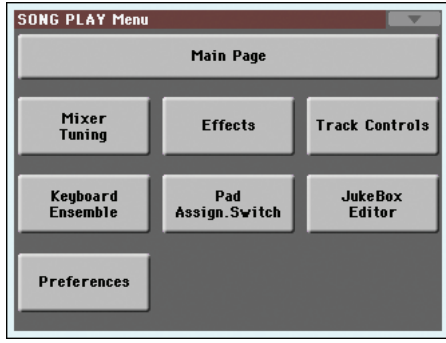 SONG PLAY Menu
Main Page
Mixer
Tuning
Effects
Track Controls
Keyboard
Ensemble
Pad
Assign.Switch
JukeBox
Editor
Preferences